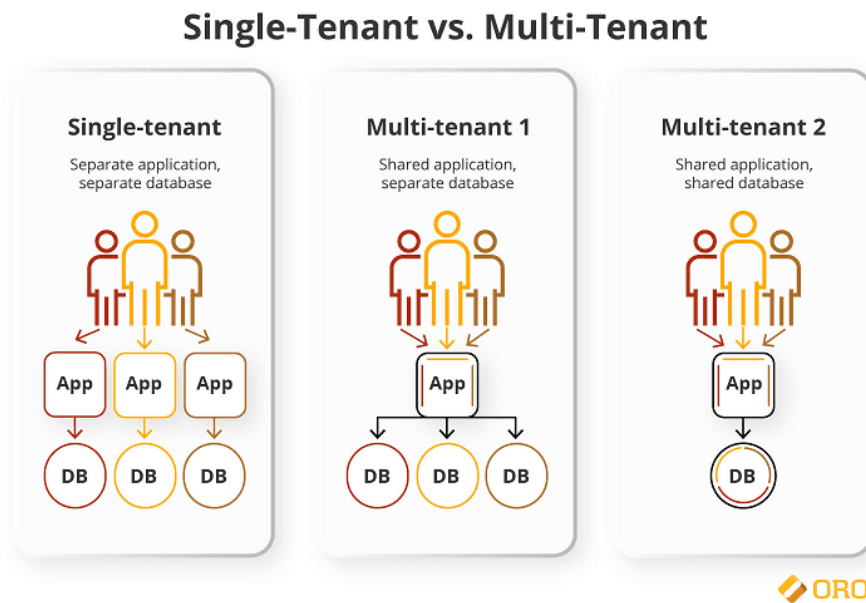 Single-Tenant vs. Multi-Tenant
Single-tenant
Separate application,
separate database
App
App
App
DB
DB
DB
Multi-tenant 1
Shared application,
separate database
App
DB
DB
DB
Multi-tenant 2
Shared application,
shared database
App
DB
ORO